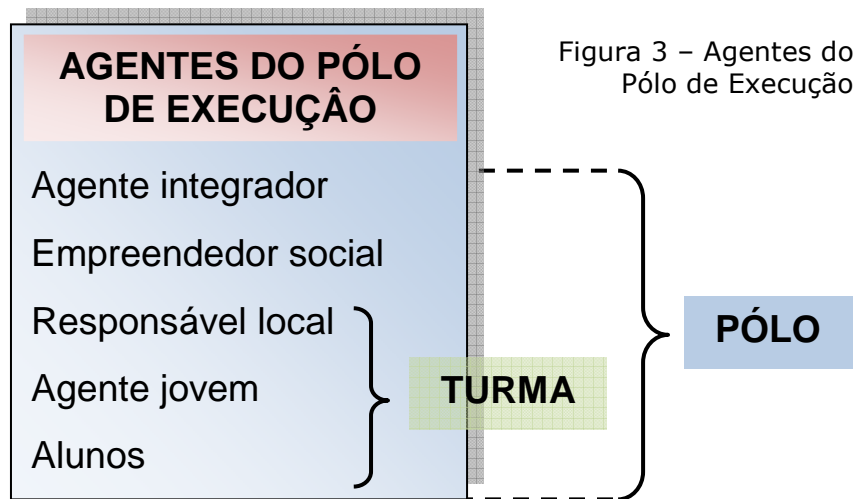 AGENTES DO PÓLO
DE EXECUÇÂO
Figura 3 – Agentes do
Pólo de Execução
Agente integrador
Empreendedor social
Responsável local
Agente jovem
Alunos
TURMA
PÓLO